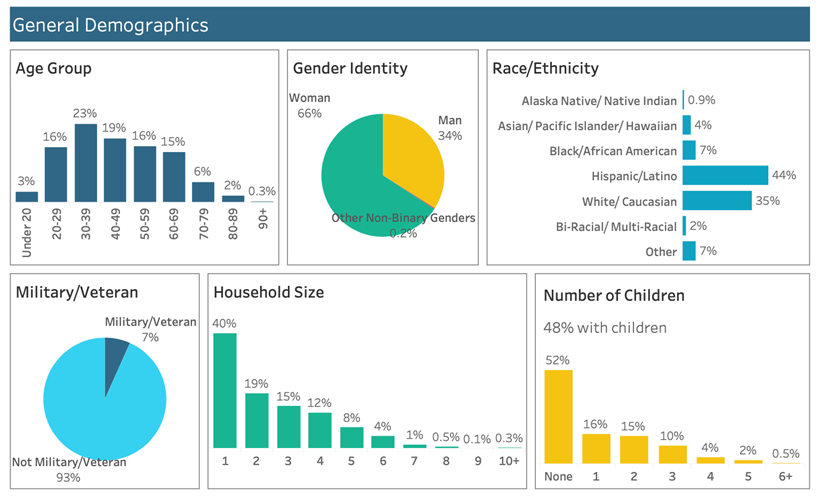 General Demographics
Age Group
3%
16%
23%
19%
16%
15%
6%
2%
0.3%
Under 20
20-29
30-39
40-49
50-59
60-69
70-79
80-89
90+
Gender Identity
Woman
66%
Man
34%
Other Non-Binary Genders
0.2%
Race/Ethnicity
Alaska Native/ Native Indian 0.9%
Asian/ Pacific Islander/ Hawaiian 4%
Black/African American 7%
Hispanic/Latino 44%
White/ Caucasian 35%
Bi-Racial/ Multi-Racial 2%
Other 7%
Military/Veteran
Military/Veteran
7%
Not Military/Veteran
93%
Household Size
40%
19%
15%
12%
8%
4%
1%
0.5%
0.1%
0.3%
1 2 3 4 5 6 7 8 9 10+
Number of Children
48% with children
52%
16%
15%
10%
4%
2%
0.5%
None 1 2 3 4 5 6+